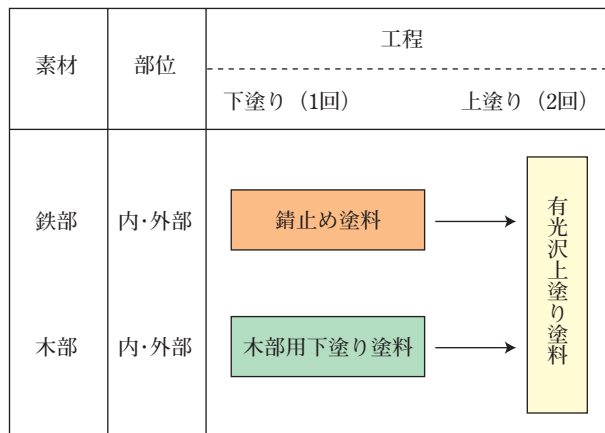 素材
部位
工程
下塗り（1回）
上塗り（2回）
鉄部
内・外部
錆止め塗料
有光沢上塗り塗料
木部
内・外部
木部用下塗り塗料